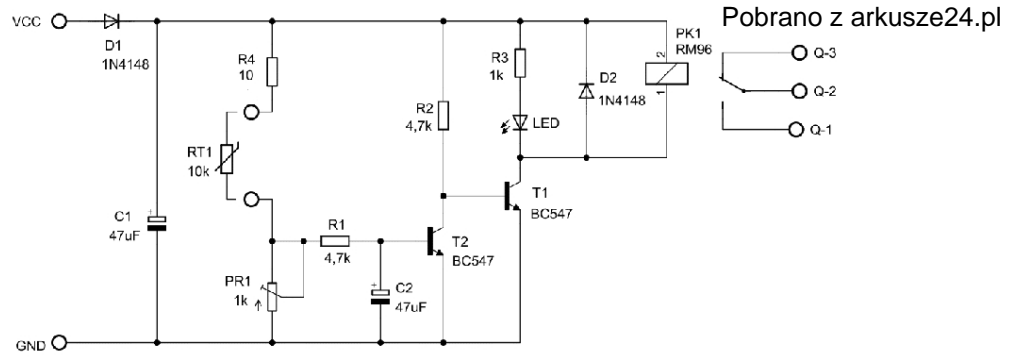 Pobrano z arkusze24.pl
VCC
D1
1N4148
R4
10
RT1
10k
C1
47uF
PR1
1k
R1
4,7k
C2
47uF
R2
4,7k
T2
BC547
R3
1k
LED
T1
BC547
D2
1N4148
PK1
RM96
2
1
Q-3
Q-2
Q-1
GND